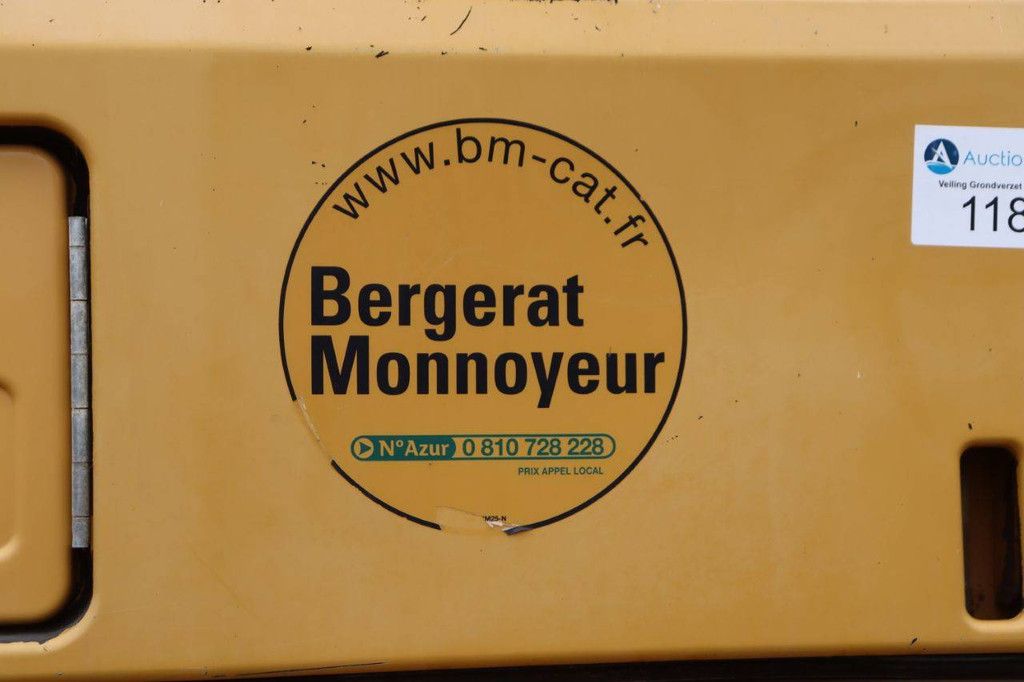 www.bm-cat.fr
Bergerat
Monnoyeur
N° Azur 0 810 728 228
PRIX APPEL LOCAL
Auctio
Veiling Grondverzet
118